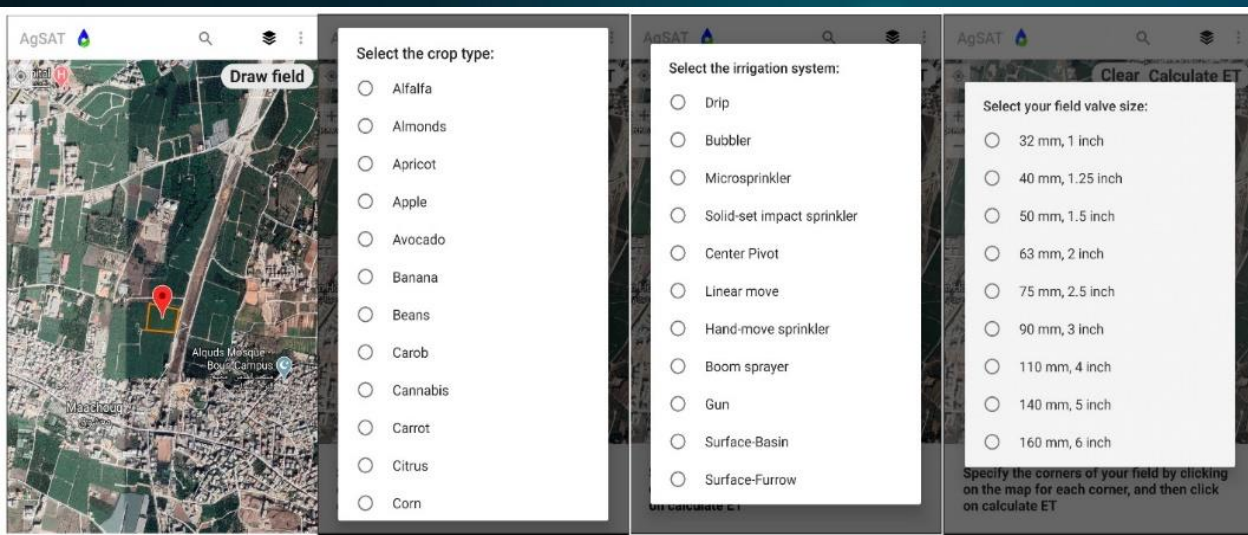 AgSAT
Draw field
H
Alquds Mosque
Maachouq
Select the crop type:
Alfalfa
Almonds
Apricot
Apple
Avocado
Banana
Beans
Carob
Cannabis
Carrot
Citrus
Corn
AgSAT
Select the irrigation system:
Drip
Bubbler
Microsprinkler
Solid-set impact sprinkler
Center Pivot
Linear move
Hand-move sprinkler
Boom sprayer
Gun
Surface-Basin
Surface-Furrow
on calculate ET
AgSAT
Clear Calculate ET
Select your field valve size:
32 mm, 1 inch
40 mm, 1.25 inch
50 mm, 1.5 inch
63 mm, 2 inch
75 mm, 2.5 inch
90 mm, 3 inch
110 mm, 4 inch
140 mm, 5 inch
160 mm, 6 inch
Specify the corners of your field by clicking
on the map for each corner, and then click
on calculate ET